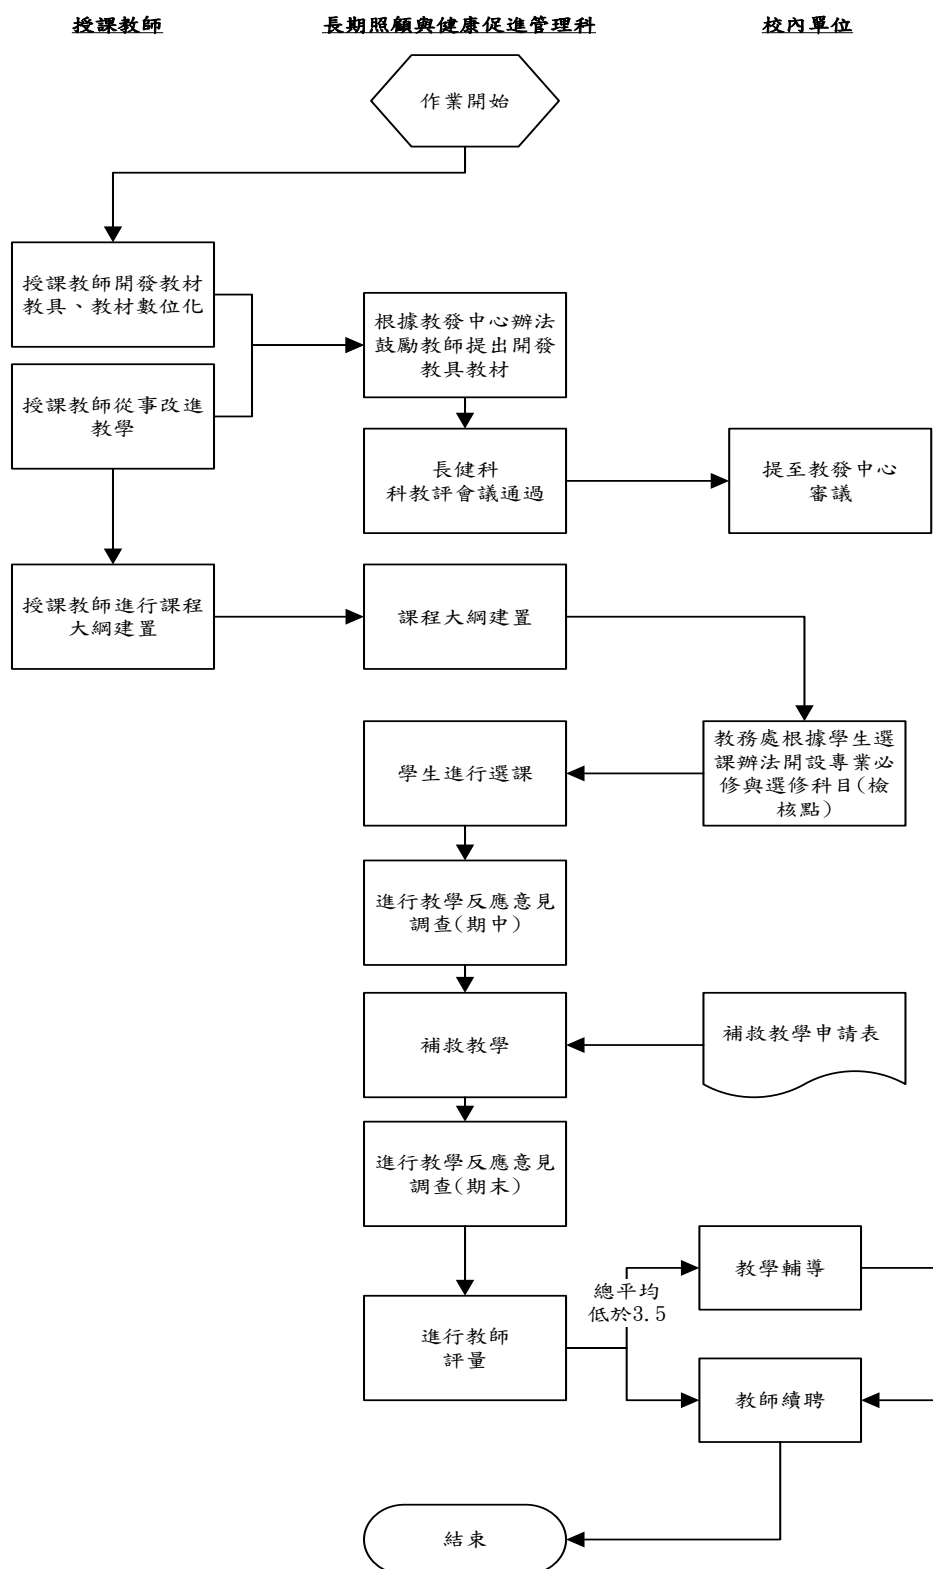 授課教師
長期照顧與健康促進管理科
校內單位
作業開始
授課教師開發教材
教具、教材數位化
根據教發中心辦法
鼓勵教師提出開發
教具教材
授課教師從事改進
教學
長健科
科教評會議通過
提至教發中心
審議
授課教師進行課程
大綱建置
課程大綱建置
教務處根據學生選
課辦法開設專業必
修與選修科目(檢
核點)
學生進行選課
進行教學反應意見
調查(期中)
補救教學
補救教學申請表
進行教學反應意見
調查(期末)
教學輔導
總平均
低於3.5
進行教師
評量
教師續聘
結束